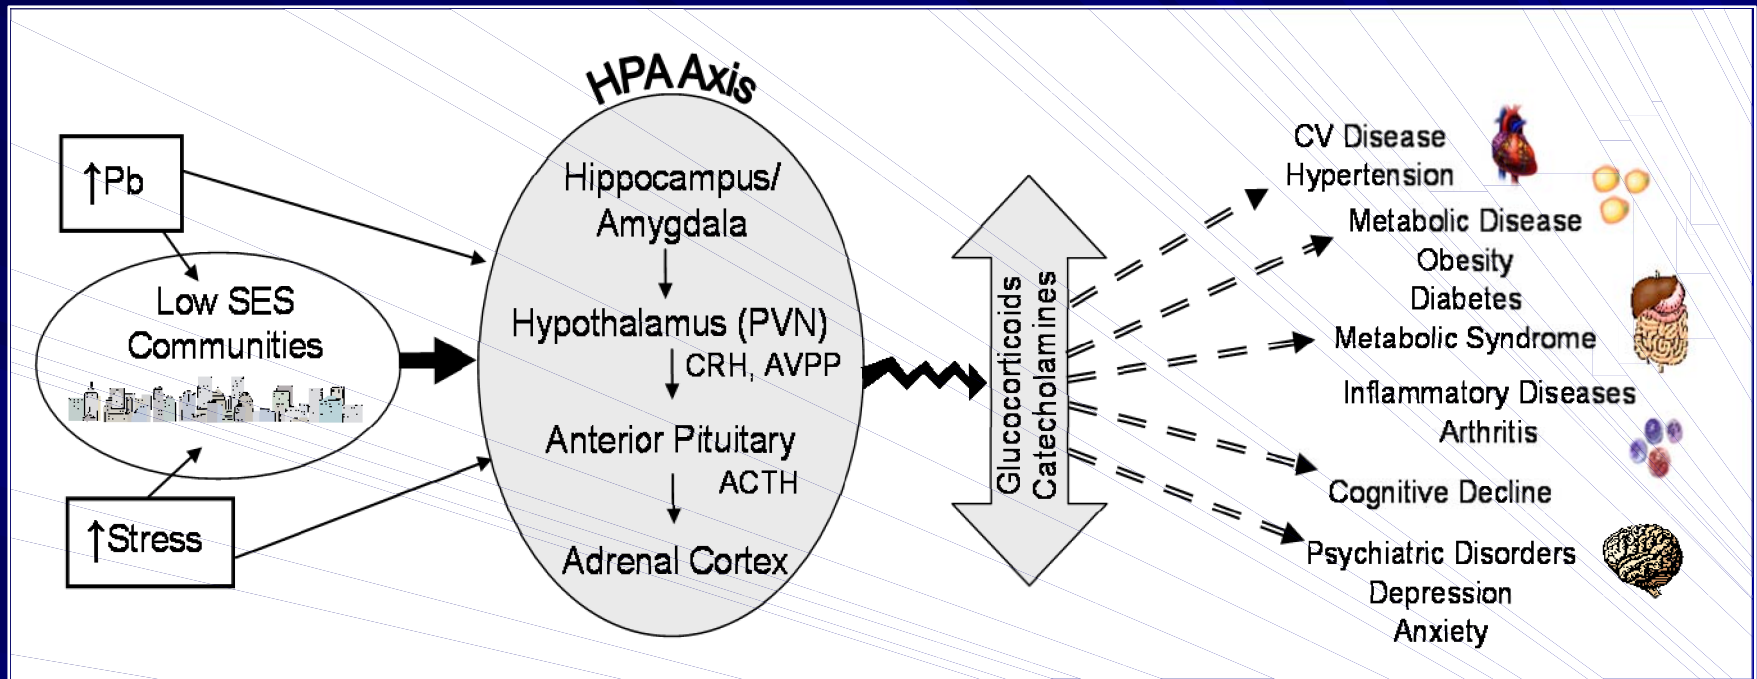 ↑Pb
Low SES
Communities
↑Stress
HPA Axis
Hippocampus/
Amygdala
Hypothalamus (PVN)
CRH, AVPP
Anterior Pituitary
ACTH
Adrenal Cortex
Glucocorticoids
Catecholamines
CV Disease
Hypertension
Metabolic Disease
Obesity
Diabetes
Metabolic Syndrome
Inflammatory Diseases
Arthritis
Cognitive Decline
Psychiatric Disorders
Depression
Anxiety